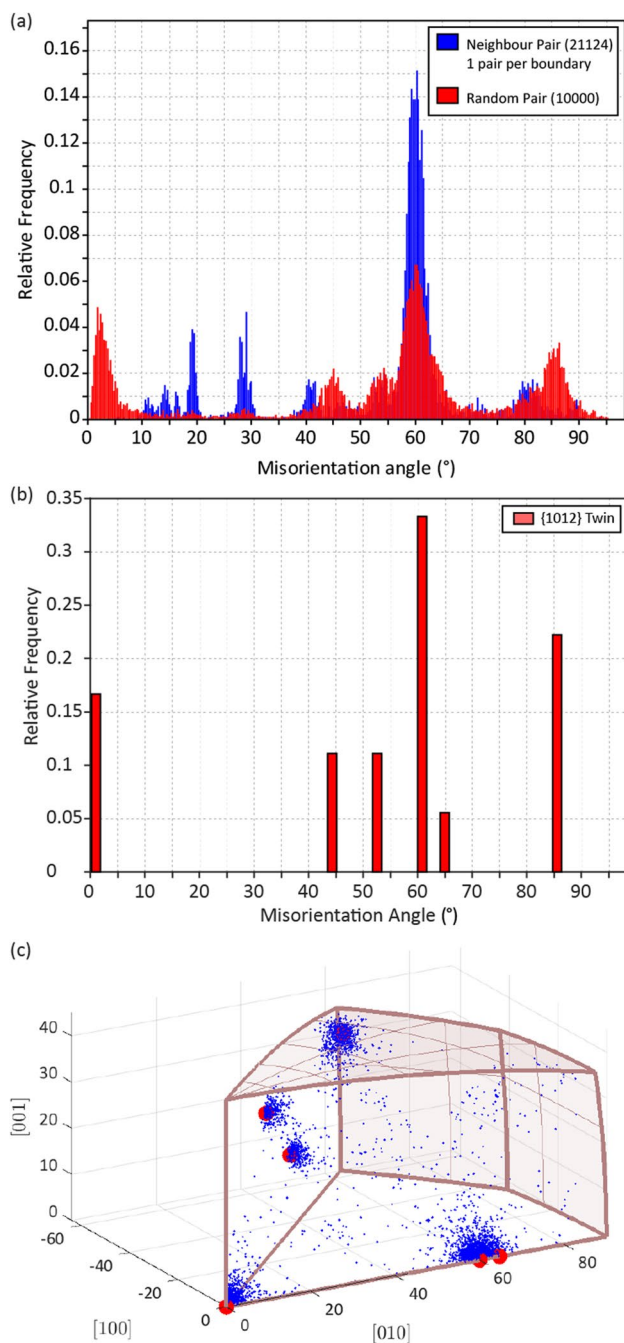 (a)
0.16
0.14
0.12
0.1
0.08
0.06
0.04
0.02
0
Relative Frequency
Neighbour Pair (21124)
1 pair per boundary
Random Pair (10000)
0 10 20 30 40 50 60 70 80 90
Misorientation angle (°)
(b)
0.35
0.3
0.25
0.2
0.15
0.1
0.05
0
Relative Frequency
{1012} Twin
0 10 20 30 40 50 60 70 80 90
Misorientation Angle (°)
(c)
40
30
20
10
0
[001]
-60
-40
-20
0
[100]
0
20
40
60
80
[010]